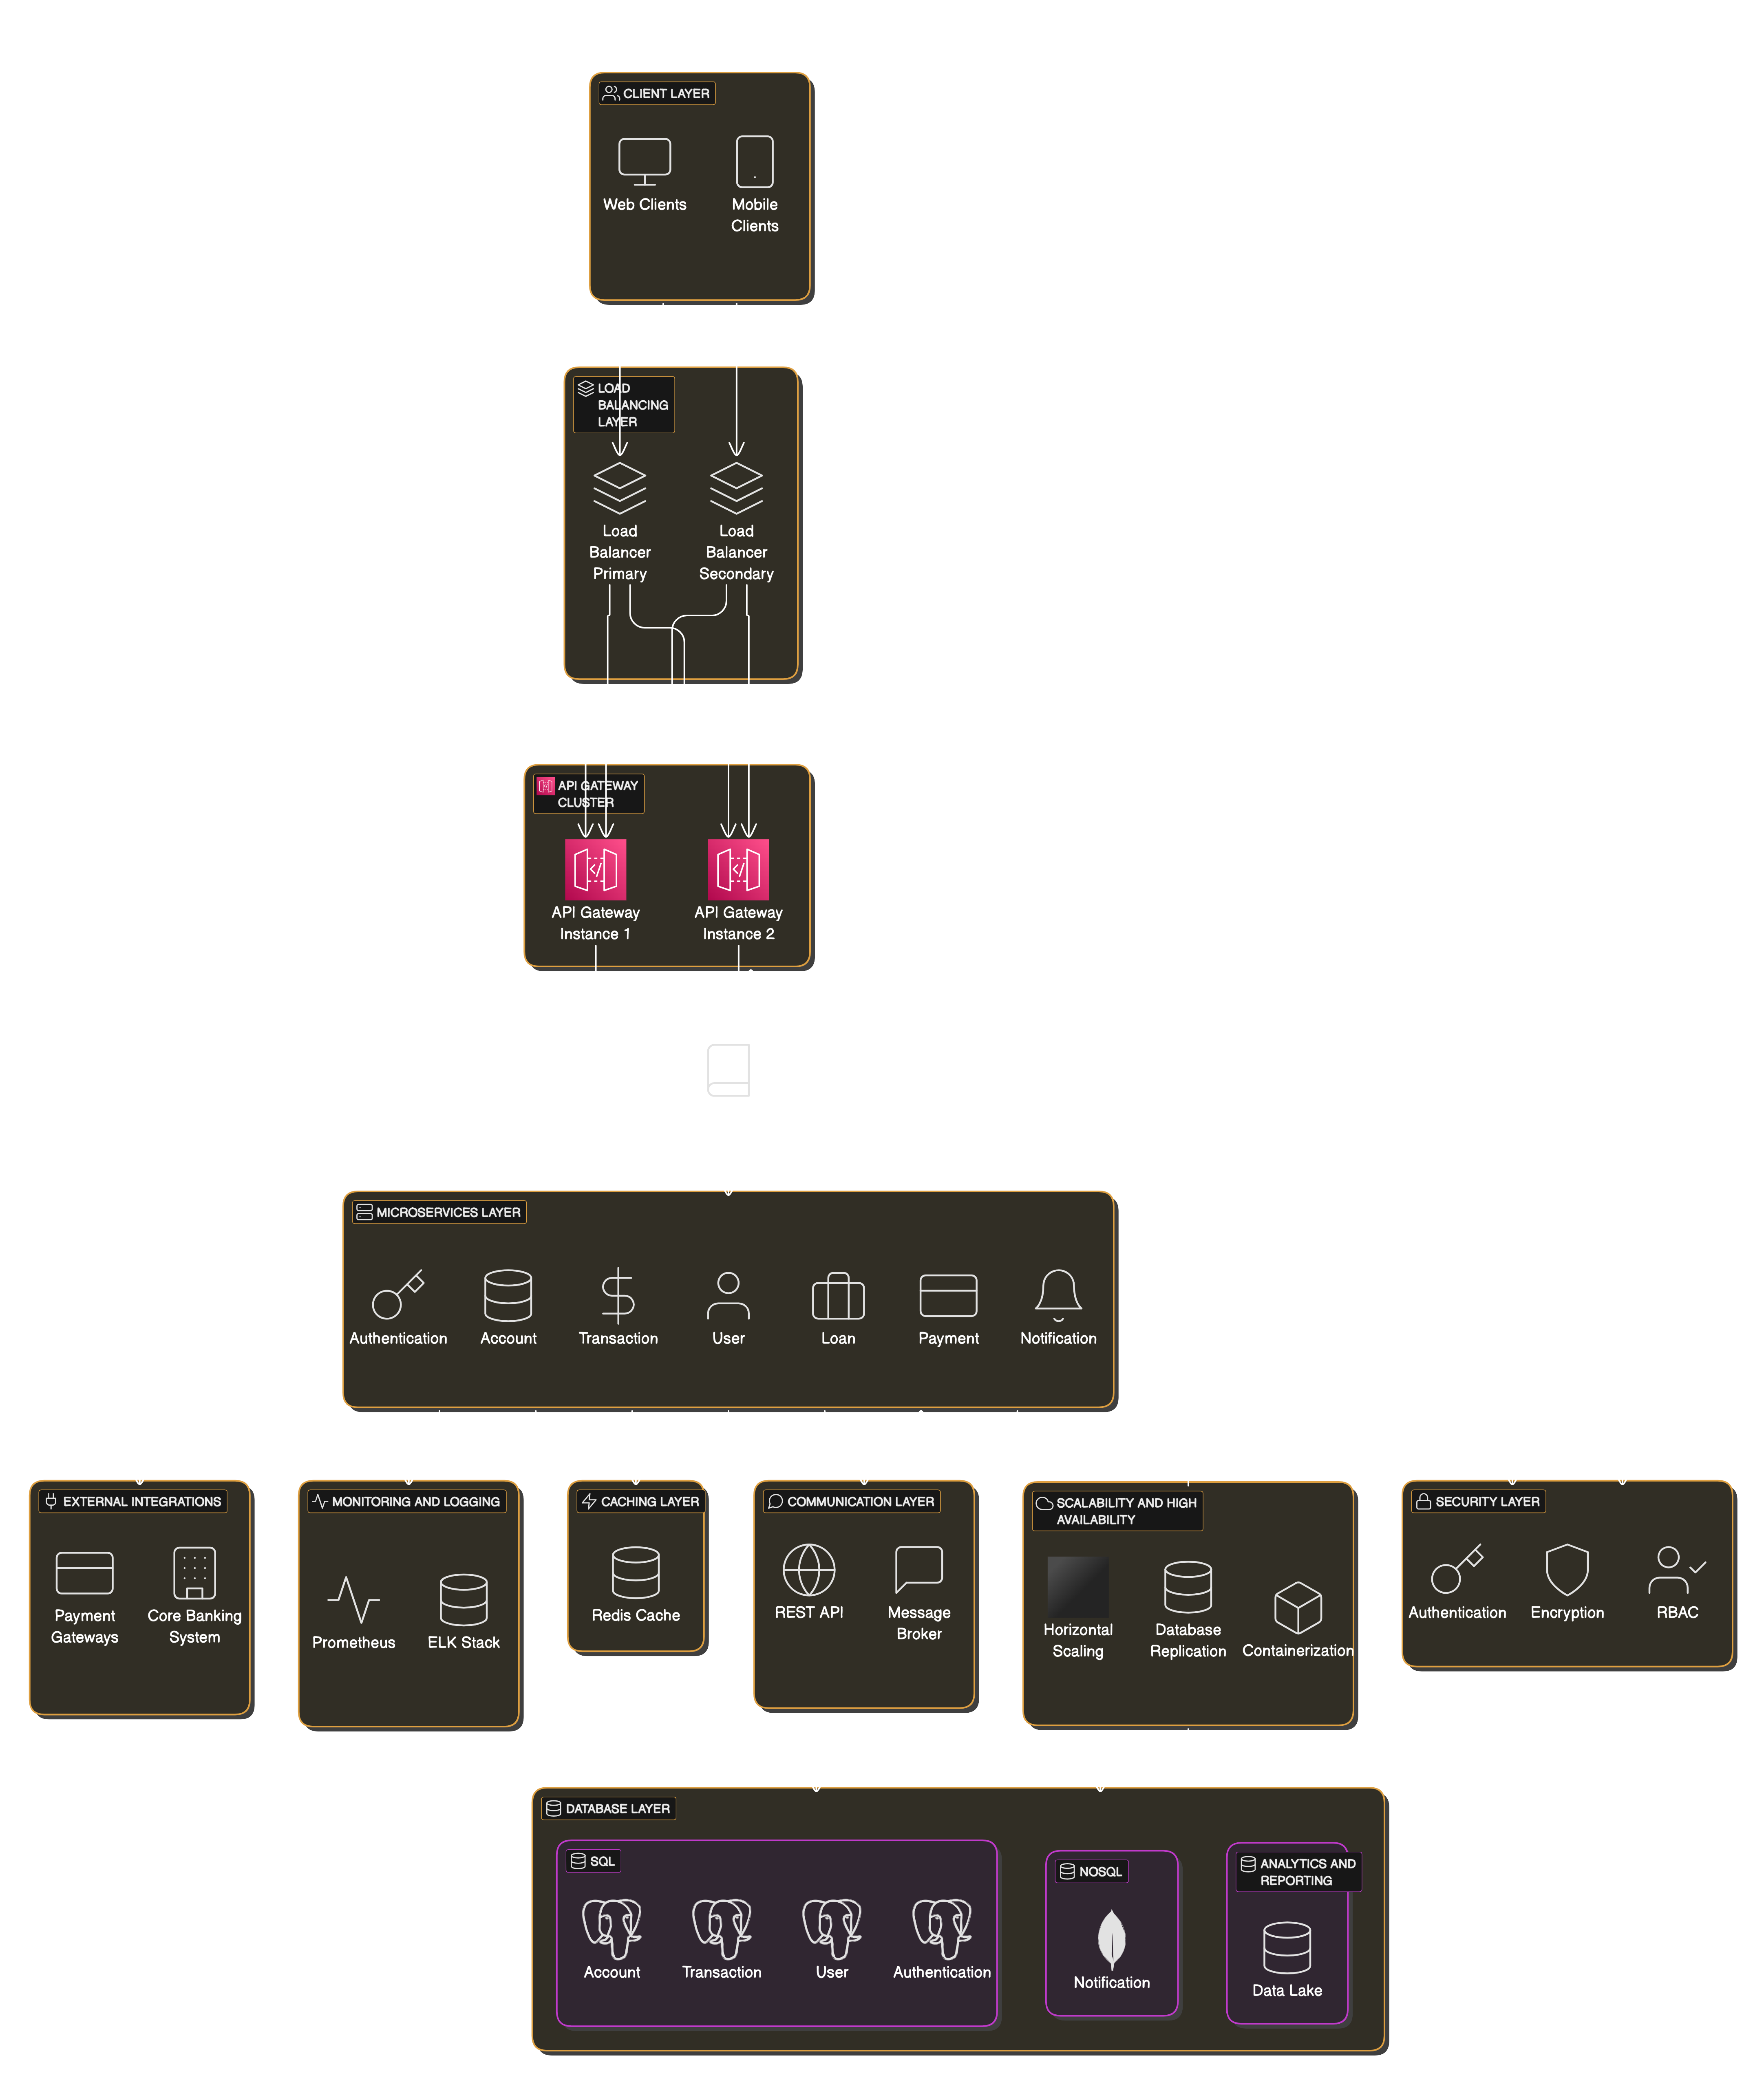 CLIENT LAYER
Web Clients
Mobile
Clients
LOAD
BALANCING
LAYER
Load
Balancer
Primary
Load
Balancer
Secondary
API GATEWAY
CLUSTER
API Gateway
Instance 1
API Gateway
Instance 2
MICROSERVICES LAYER
Authentication
Account
Transaction
User
Loan
Payment
Notification
EXTERNAL INTEGRATIONS
Payment
Gateways
Core Banking
System
MONITORING AND LOGGING
Prometheus
ELK Stack
CACHING LAYER
Redis Cache
COMMUNICATION LAYER
REST API
Message
Broker
SCALABILITY AND HIGH
AVAILABILITY
Horizontal
Scaling
Database
Replication
Containerization
SECURITY LAYER
Authentication
Encryption
RBAC
DATABASE LAYER
SQL
Account
Transaction
User
Authentication
NOSQL
Notification
ANALYTICS AND
REPORTING
Data Lake